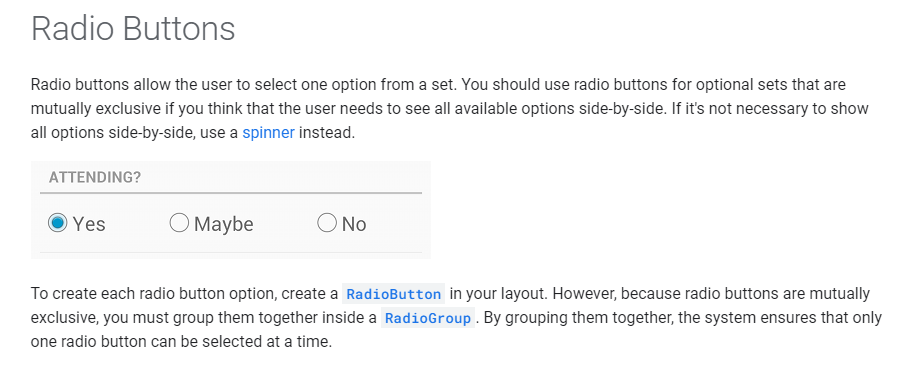 Radio Buttons
Radio buttons allow the user to select one option from a set. You should use radio buttons for optional sets that are
mutually exclusive if you think that the user needs to see all available options side-by-side. If it's not necessary to show
all options side-by-side, use a spinner instead.
ATTENDING?
Yes Maybe No
To create each radio button option, create a RadioButton in your layout. However, because radio buttons are mutually
exclusive, you must group them together inside a RadioGroup . By grouping them together, the system ensures that only
one radio button can be selected at a time.